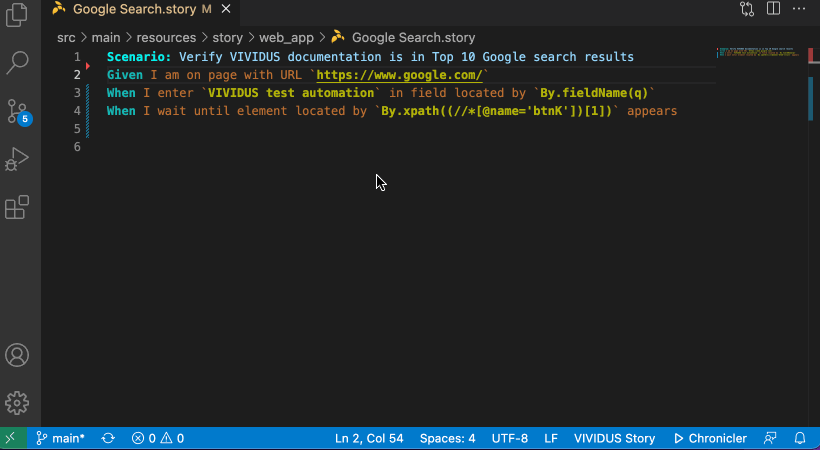 Google Search.story M
src > main > resources > story > web_app > Google Search.story
1 Scenario: Verify VIVIDUS documentation is in Top 10 Google search results
2 Given I am on page with URL `https://www.google.com/`
3 When I enter `VIVIDUS test automation` in field located by `By.fieldName(q)`
4 When I wait until element located by `By.xpath((//*[@name='btnK'])[1])` appears
5
6
5
main* 0 0 Ln 2, Col 54 Spaces: 4 UTF-8 LF VIVIDUS Story Chronicler